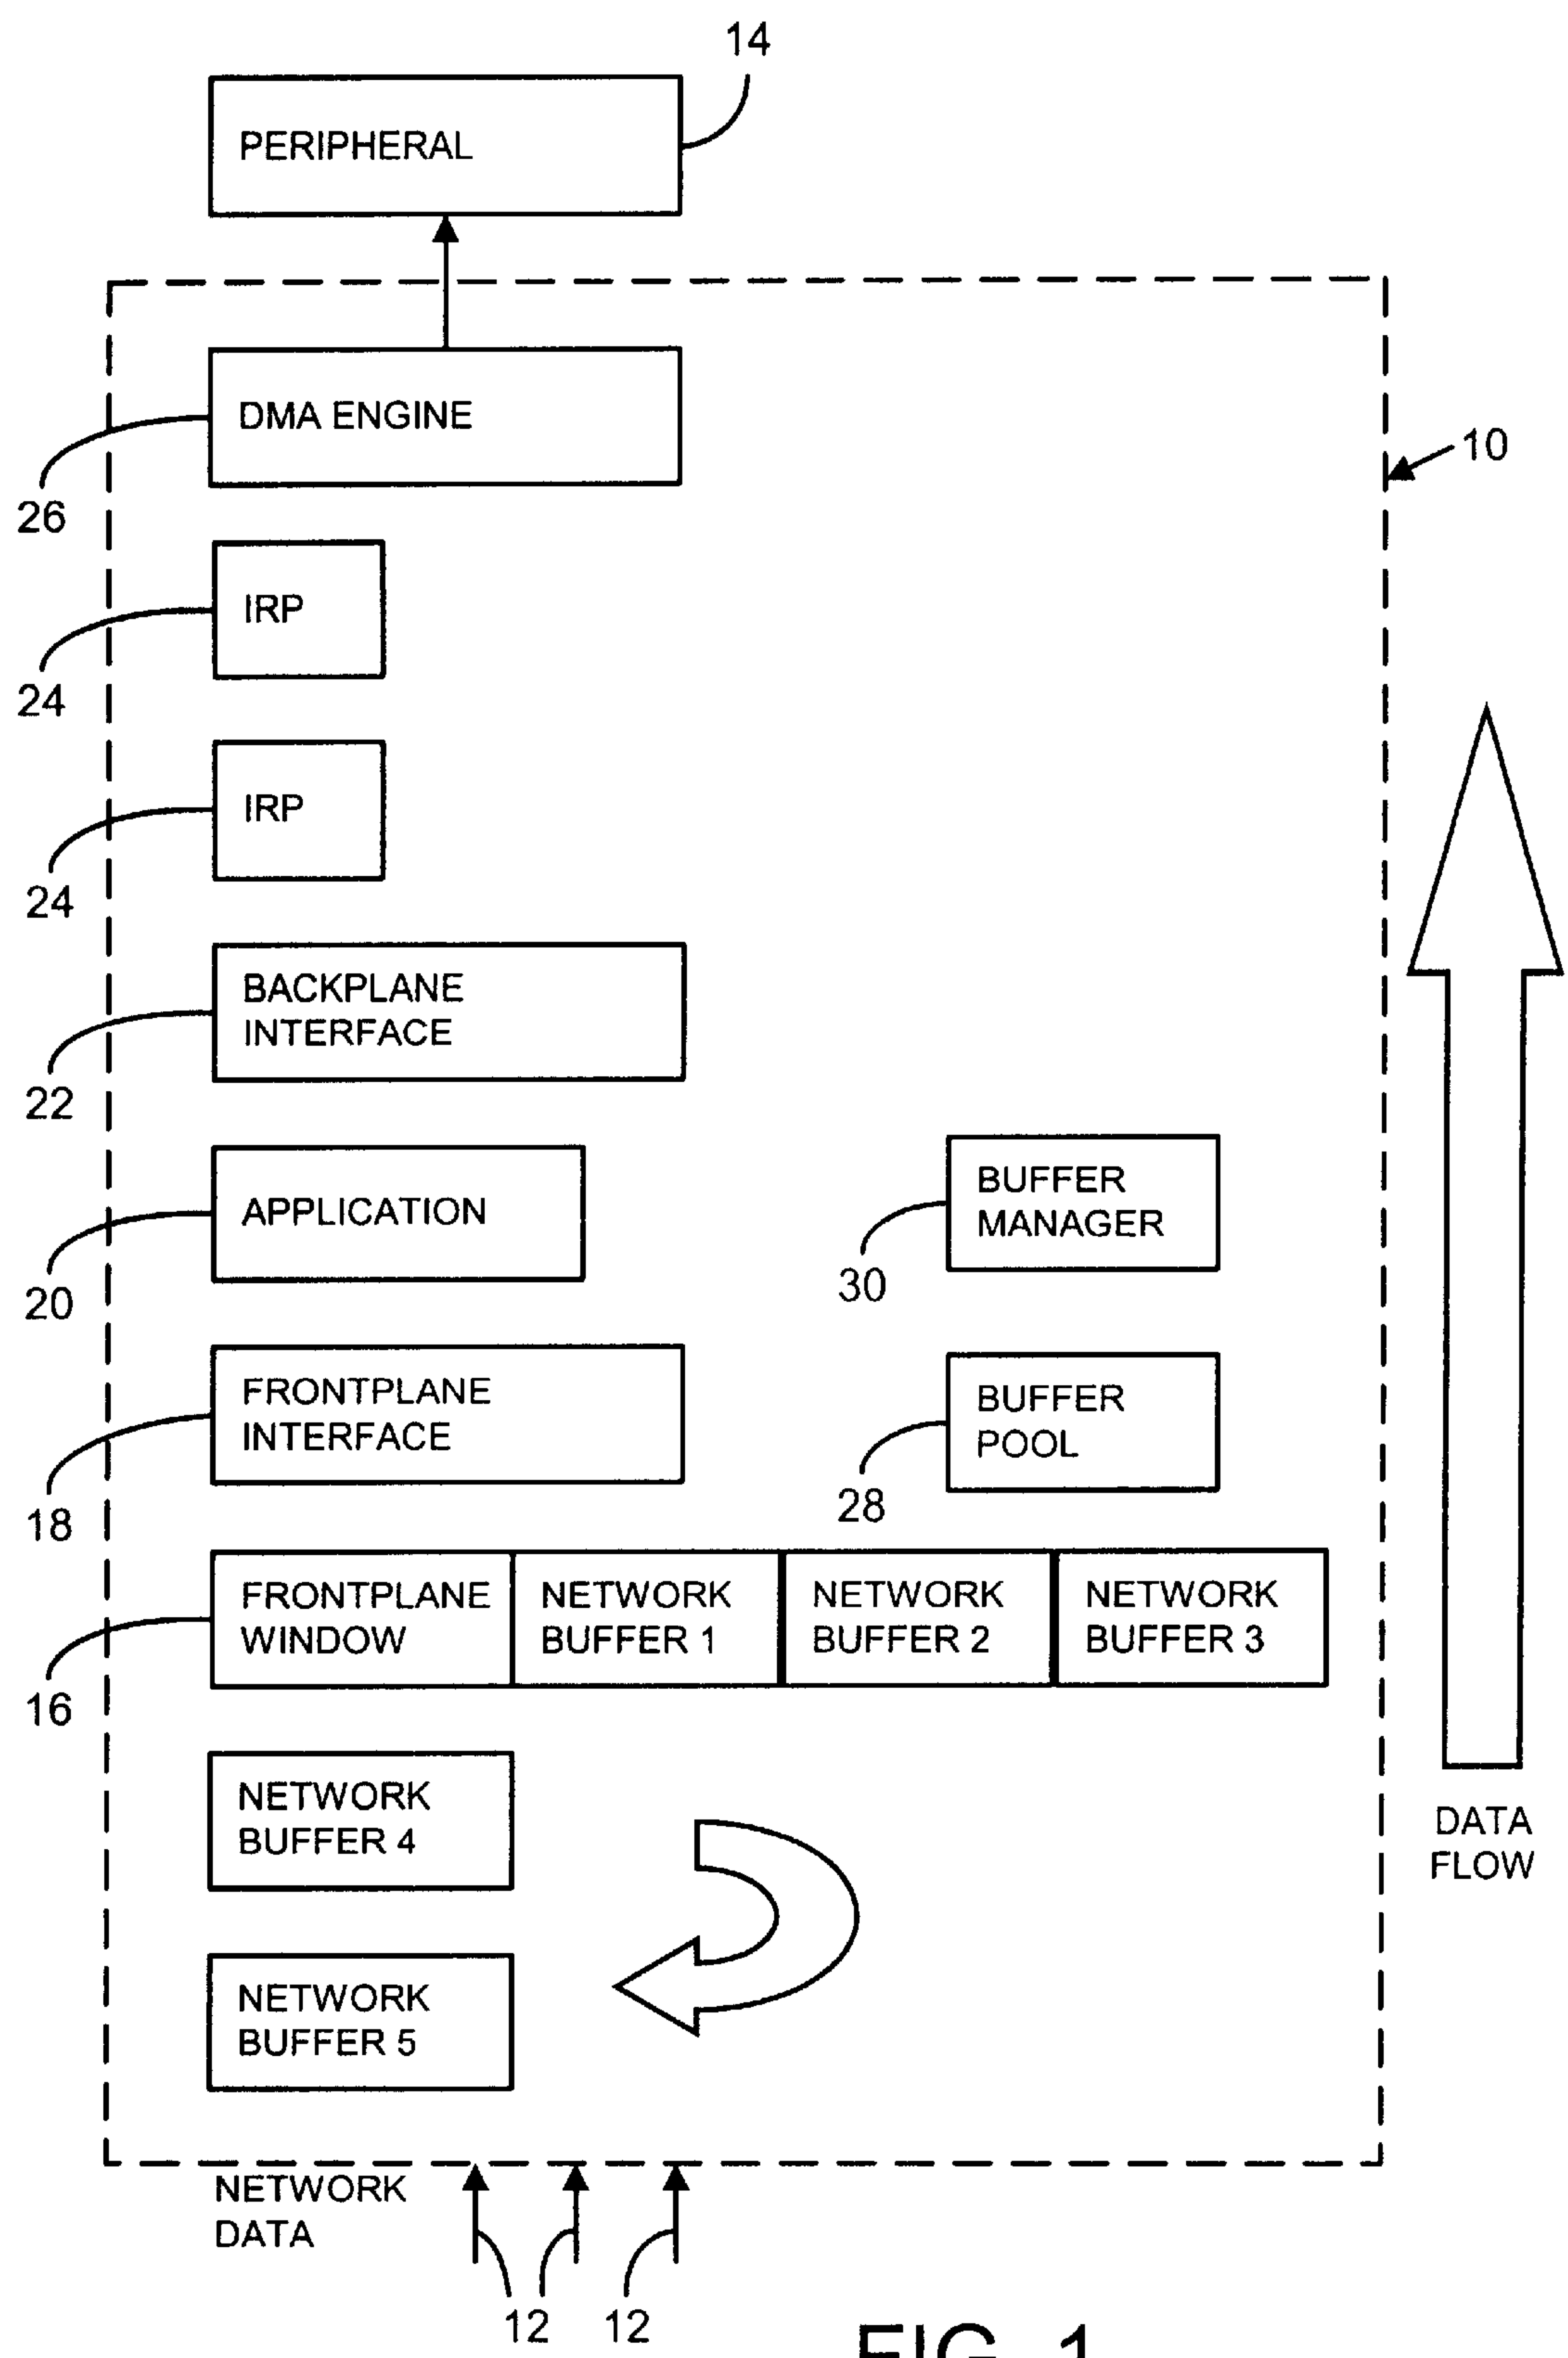 14
PERIPHERAL
DMA ENGINE
10
26
IRP
24
IRP
24
BACKPLANE
INTERFACE
22
BUFFER
MANAGER
APPLICATION
30
20
FRONTPLANE
INTERFACE
BUFFER
POOL
28
18
FRONTPLANE
WINDOW
NETWORK
BUFFER 1
NETWORK
BUFFER 2
NETWORK
BUFFER 3
16
NETWORK
BUFFER 4
DATA
FLOW
NETWORK
BUFFER 5
NETWORK
DATA
12
12
FIG. 1